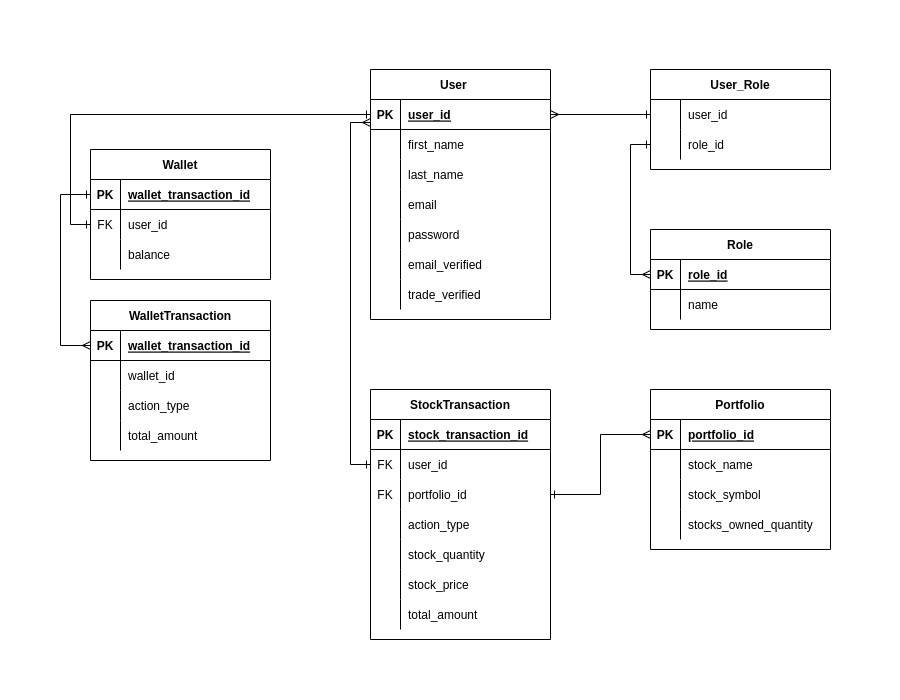 User
PK user_id
first_name
last_name
email
password
email_verified
trade_verified
User_Role
user_id
role_id
Wallet
PK wallet_transaction_id
FK user_id
balance
Role
PK role_id
name
WalletTransaction
PK wallet_transaction_id
wallet_id
action_type
total_amount
StockTransaction
PK stock_transaction_id
FK user_id
FK portfolio_id
action_type
stock_quantity
stock_price
total_amount
Portfolio
PK portfolio_id
stock_name
stock_symbol
stocks_owned_quantity